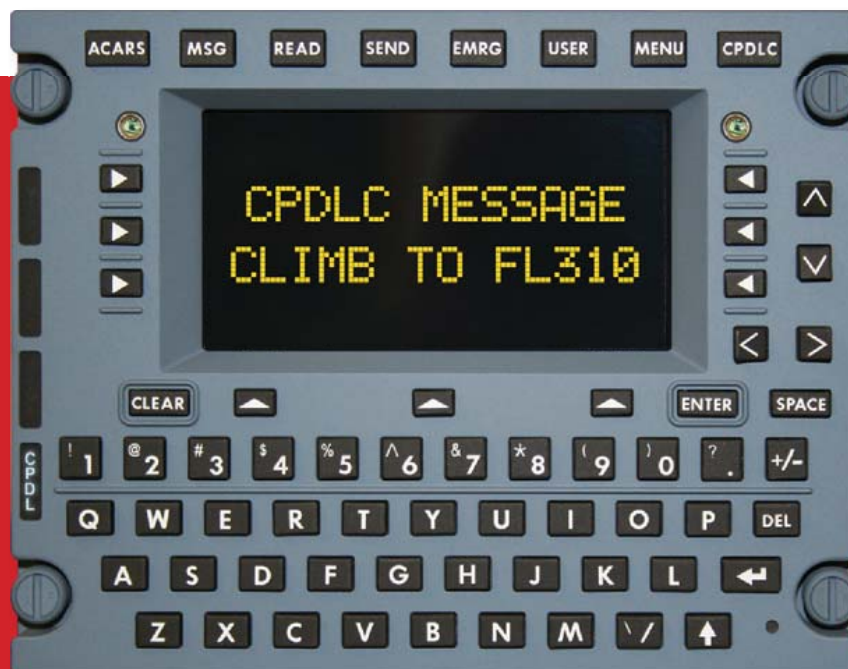 ACARS MSG READ SEND EMRG USER MENU CPDLC
CPDLC MESSAGE
CLIMB TO FL310
CLEAR ENTER SPACE
! 1 @ 2 # 3 $ 4 % 5 ^ 6 & 7 * 8 ( 9 ) 0 ? . +/-
CPDL
Q W E R T Y U I O P DEL
A S D F G H J K L
Z X C V B N M \ /